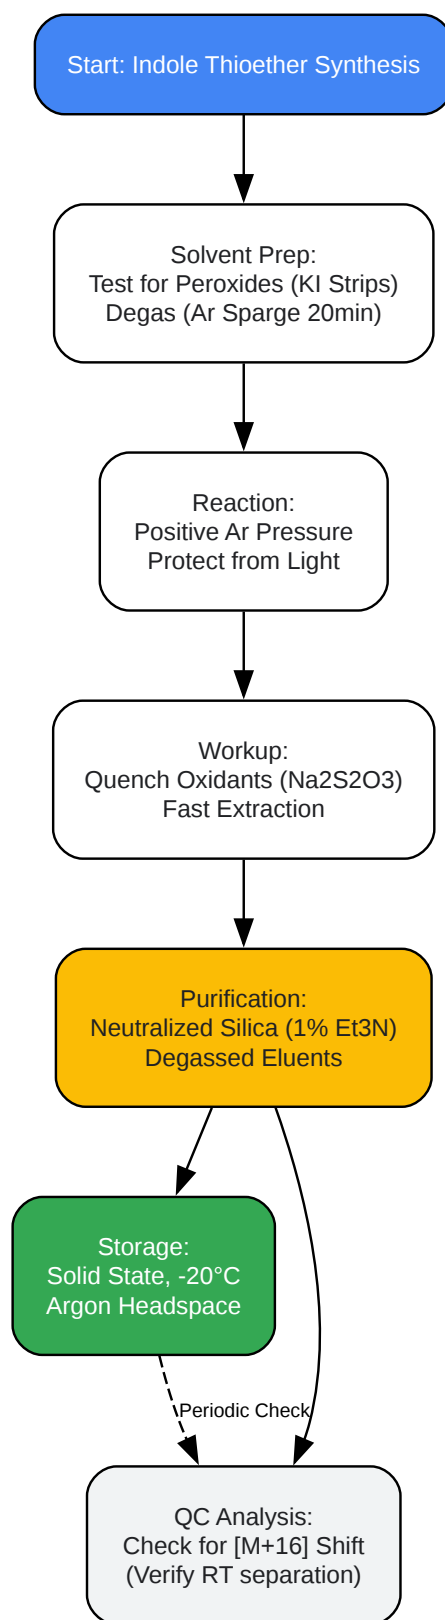 Start: Indole Thioether Synthesis
Solvent Prep:
Test for Peroxides (KI Strips)
Degas (Ar Sparge 20min)
Reaction:
Positive Ar Pressure
Protect from Light
Workup:
Quench Oxidants (Na2S2O3)
Fast Extraction
Purification:
Neutralized Silica (1% Et3N)
Degassed Eluents
Storage:
Solid State, -20°C
Argon Headspace
Periodic Check
QC Analysis:
Check for [M+16] Shift
(Verify RT separation)